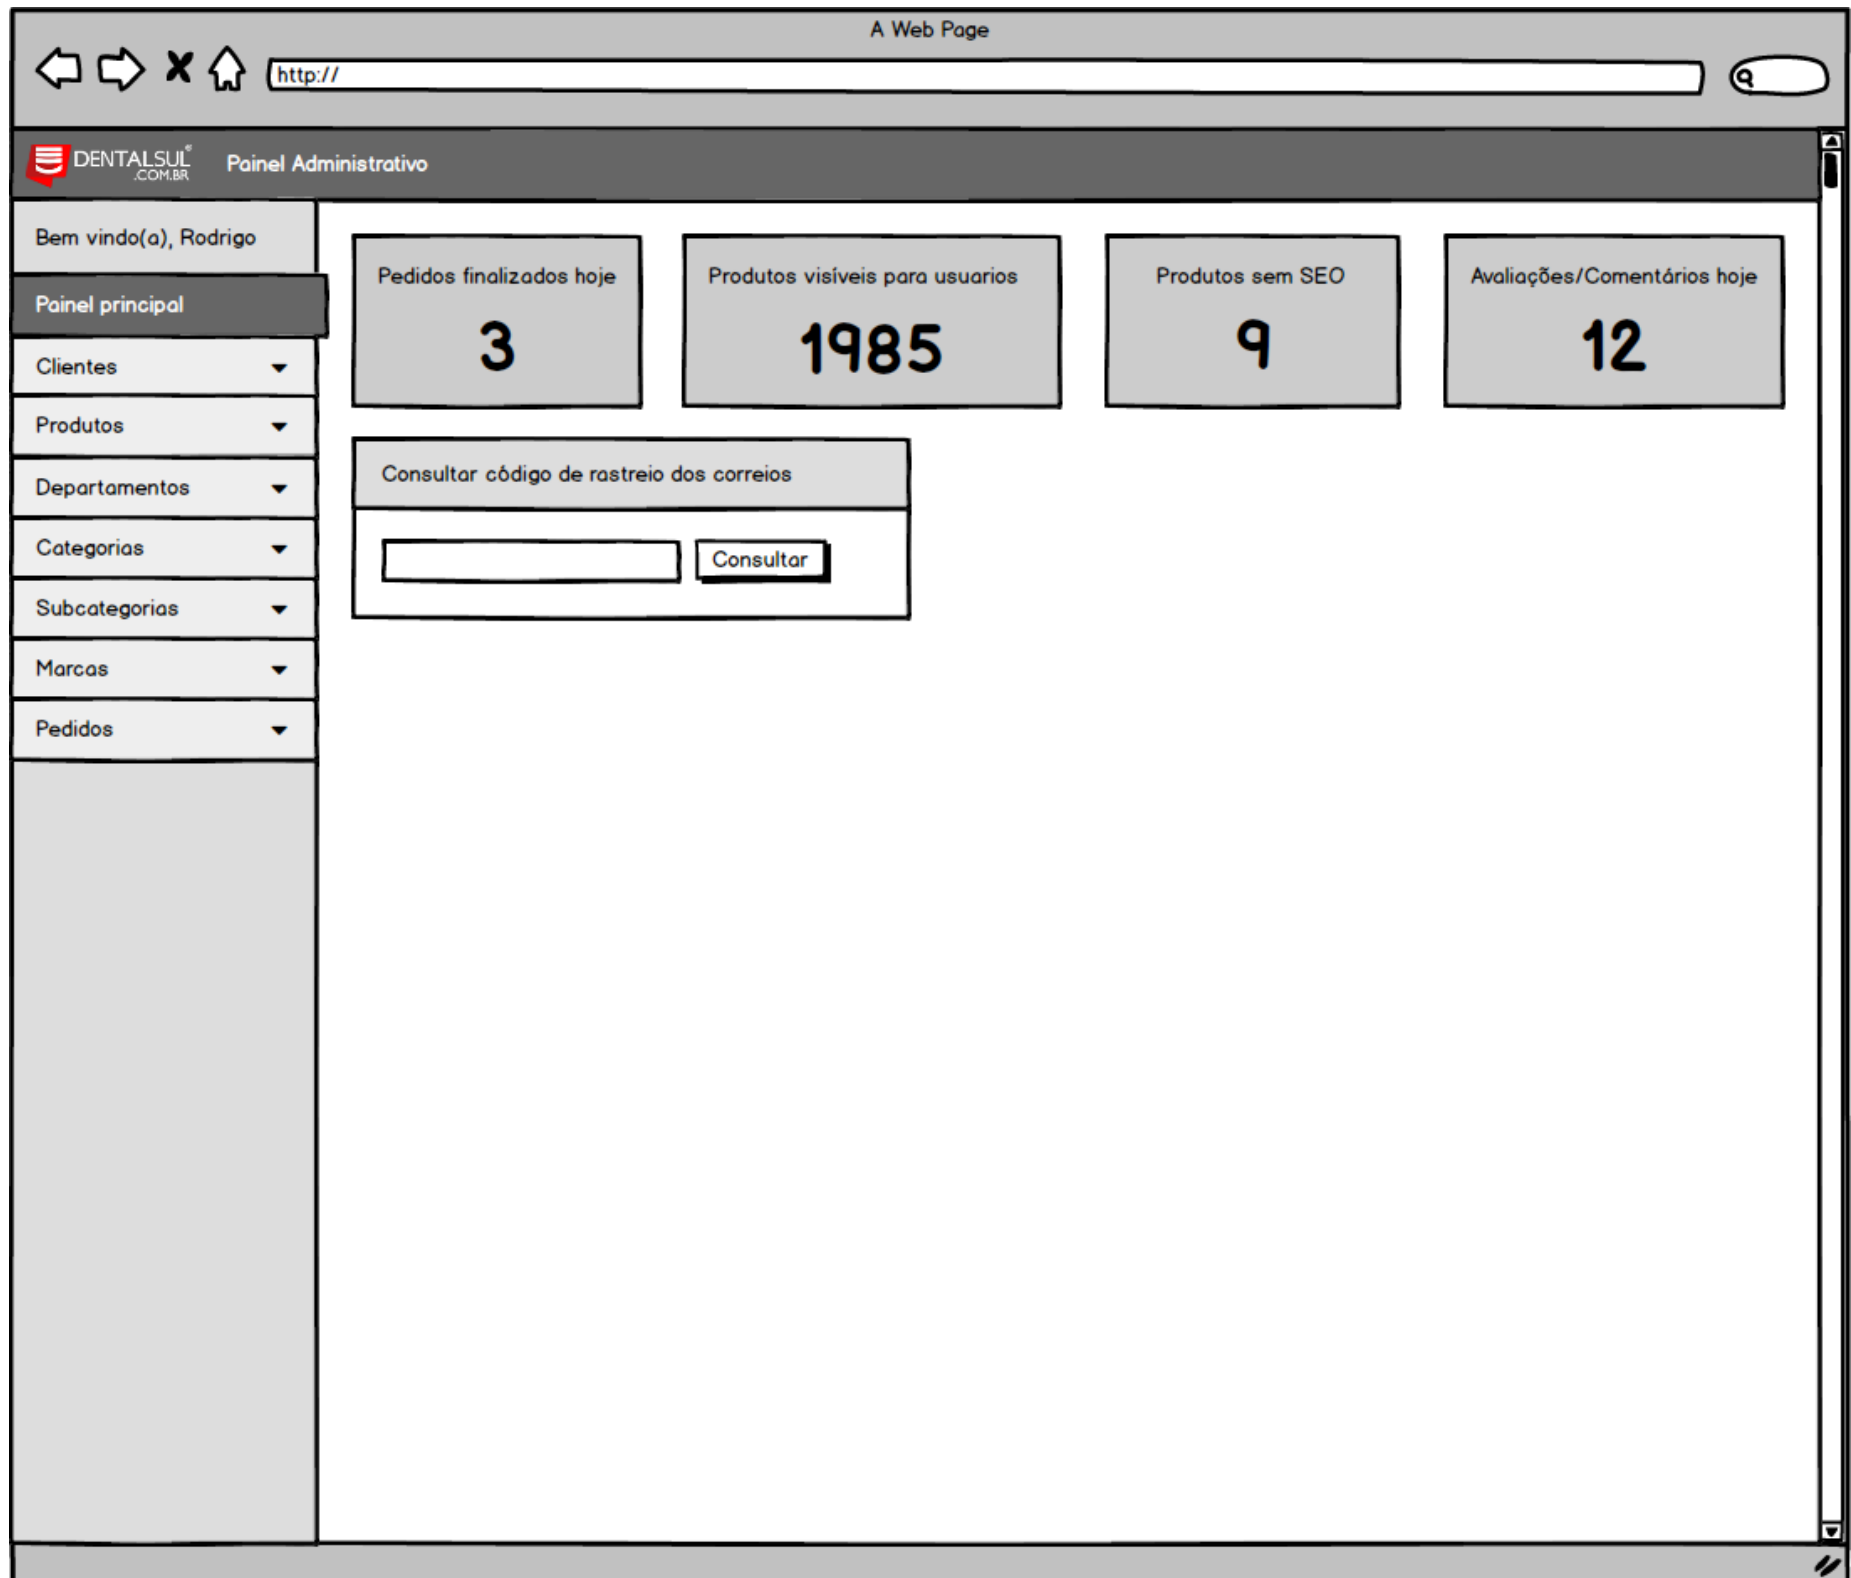 A Web Page
http://
DENTALSUL®
.COM.BR
Painel Administrativo
Bem vindo(a), Rodrigo
Painel principal
Clientes
Produtos
Departamentos
Categorias
Subcategorias
Marcas
Pedidos
Pedidos finalizados hoje
3
Produtos visíveis para usuarios
1985
Produtos sem SEO
9
Avaliações/Comentários hoje
12
Consultar código de rastreio dos correios
Consultar